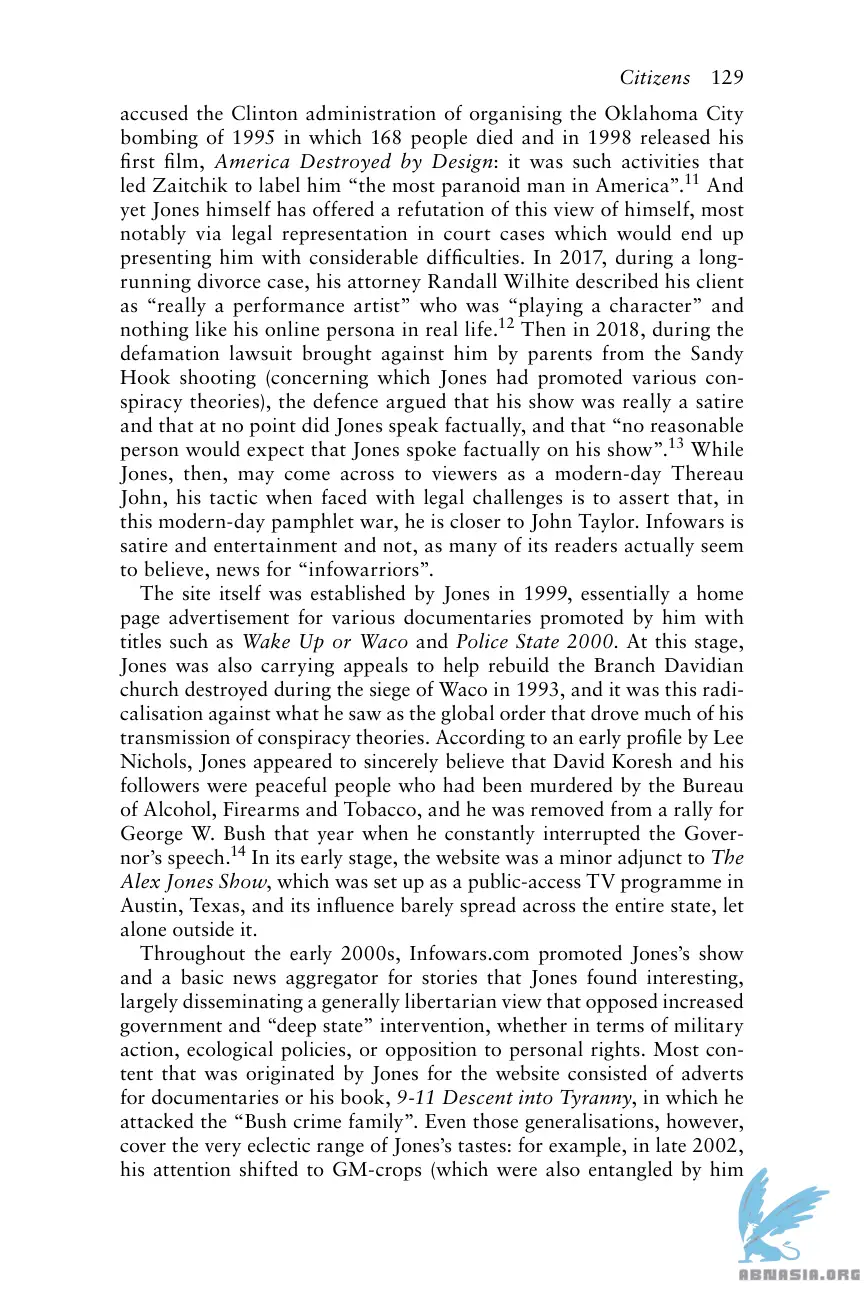 Citizens 129
accused the Clinton administration of organising the Oklahoma City
bombing of 1995 in which 168 people died and in 1998 released his
first film, America Destroyed by Design: it was such activities that
led Zaitchik to label him “the most paranoid man in America”.11 And
yet Jones himself has offered a refutation of this view of himself, most
notably via legal representation in court cases which would end up
presenting him with considerable difficulties. In 2017, during a long-
running divorce case, his attorney Randall Wilhite described his client
as “really a performance artist” who was “playing a character” and
nothing like his online persona in real life.12 Then in 2018, during the
defamation lawsuit brought against him by parents from the Sandy
Hook shooting (concerning which Jones had promoted various con-
spiracy theories), the defence argued that his show was really a satire
and that at no point did Jones speak factually, and that “no reasonable
person would expect that Jones spoke factually on his show”.13 While
Jones, then, may come across to viewers as a modern-day Thereau
John, his tactic when faced with legal challenges is to assert that, in
this modern-day pamphlet war, he is closer to John Taylor. Infowars is
satire and entertainment and not, as many of its readers actually seem
to believe, news for “infowarriors”.
The site itself was established by Jones in 1999, essentially a home
page advertisement for various documentaries promoted by him with
titles such as Wake Up or Waco and Police State 2000. At this stage,
Jones was also carrying appeals to help rebuild the Branch Davidian
church destroyed during the siege of Waco in 1993, and it was this radi-
calisation against what he saw as the global order that drove much of his
transmission of conspiracy theories. According to an early profile by Lee
Nichols, Jones appeared to sincerely believe that David Koresh and his
followers were peaceful people who had been murdered by the Bureau
of Alcohol, Firearms and Tobacco, and he was removed from a rally for
George W. Bush that year when he constantly interrupted the Gover-
nor’s speech.14 In its early stage, the website was a minor adjunct to The
Alex Jones Show, which was set up as a public-access TV programme in
Austin, Texas, and its influence barely spread across the entire state, let
alone outside it.
Throughout the early 2000s, Infowars.com promoted Jones’s show
and a basic news aggregator for stories that Jones found interesting,
largely disseminating a generally libertarian view that opposed increased
government and “deep state” intervention, whether in terms of military
action, ecological policies, or opposition to personal rights. Most con-
tent that was originated by Jones for the website consisted of adverts
for documentaries or his book, 9-11 Descent into Tyranny, in which he
attacked the “Bush crime family”. Even those generalisations, however,
cover the very eclectic range of Jones’s tastes: for example, in late 2002,
his attention shifted to GM-crops (which were also entangled by him
ABNASIA.ORG